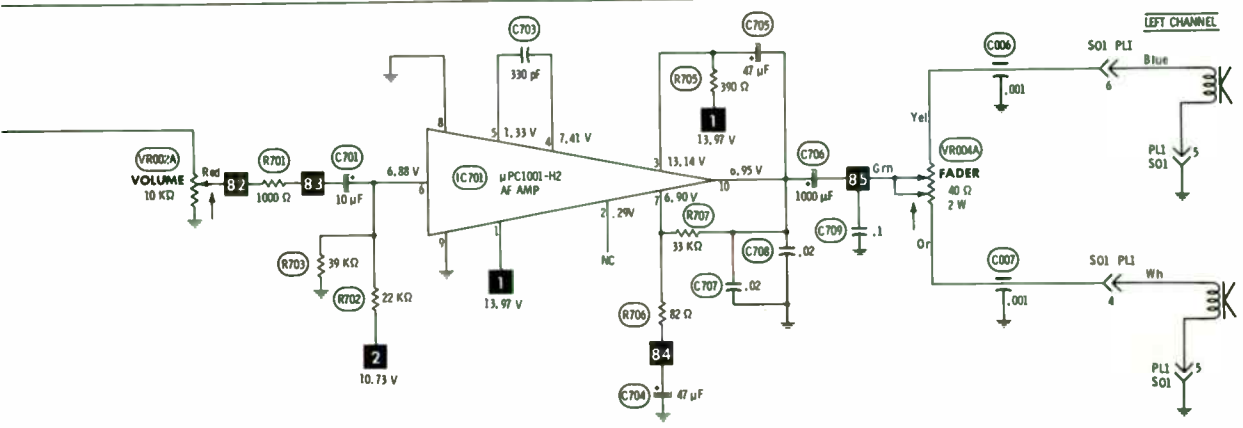 LEFT CHANNEL
C703
330 pF
C705
47 µF
R705
390 Ω
1
13.97 V
C006
.001
SO1 PL1
6
Blue
PL1 5
SO1
8
5
1.33 V
4
7.41 V
3
13.14 V
Yel
VR002A
VOLUME
10 KΩ
Red
82
R701
1000 Ω
83
C701
10 µF
6.88 V
6
IC701
µPC1001-H2
AF AMP
6.95 V
10
C706
1000 µF
85
Grn
VR004A
FADER
40 Ω
2 W
7
6.90 V
2
.29V
R707
33 KΩ
9
1
NC
C709
.1
C708
.02
C707
.02
Or
R703
39 KΩ
R702
22 KΩ
1
13.97 V
R706
82 Ω
C007
.001
SO1 PL1
4
Wh
2
10.73 V
84
C704
47 µF
PL1 5
SO1